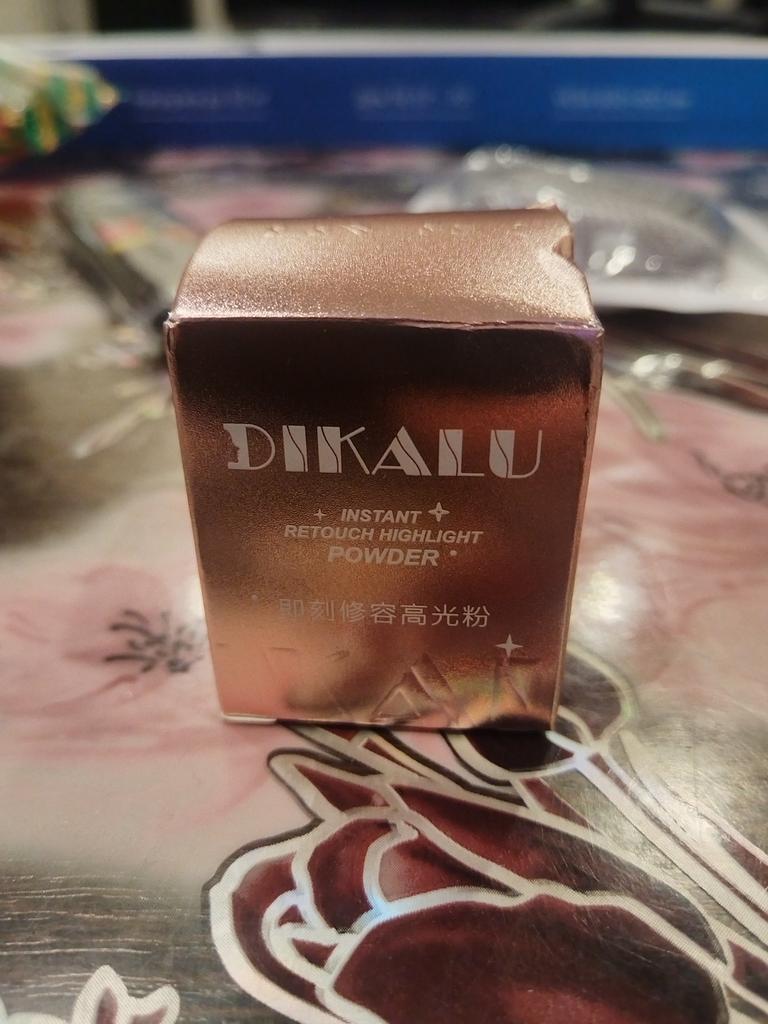 DIKALU
INSTANT
RETOUCH HIGHLIGHT
POWDER
即刻修容高光粉